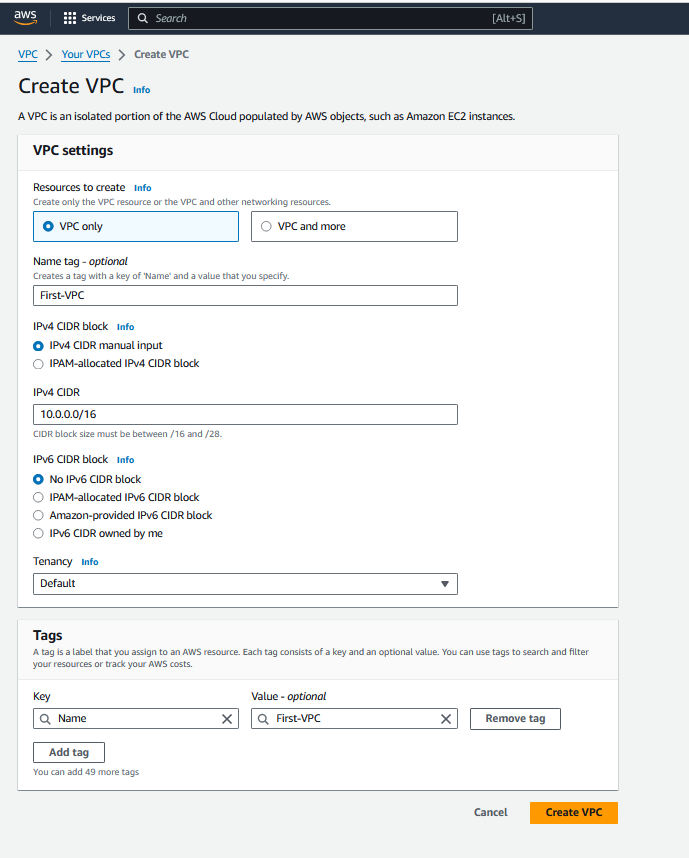 aws Services Search [Alt+S]
VPC > Your VPCs > Create VPC
Create VPC Info
A VPC is an isolated portion of the AWS Cloud populated by AWS objects, such as Amazon EC2 instances.
VPC settings
Resources to create Info
Create only the VPC resource or the VPC and other networking resources.
VPC only VPC and more
Name tag - optional
Creates a tag with a key of 'Name' and a value that you specify.
First-VPC
IPv4 CIDR block Info
IPv4 CIDR manual input
IPAM-allocated IPv4 CIDR block
IPv4 CIDR
10.0.0.0/16
CIDR block size must be between /16 and /28.
IPv6 CIDR block Info
No IPv6 CIDR block
IPAM-allocated IPv6 CIDR block
Amazon-provided IPv6 CIDR block
IPv6 CIDR owned by me
Tenancy Info
Default
Tags
A tag is a label that you assign to an AWS resource. Each tag consists of a key and an optional value. You can use tags to search and filter
your resources or track your AWS costs.
Key Value - optional
Name First-VPC Remove tag
Add tag
You can add 49 more tags
Cancel Create VPC